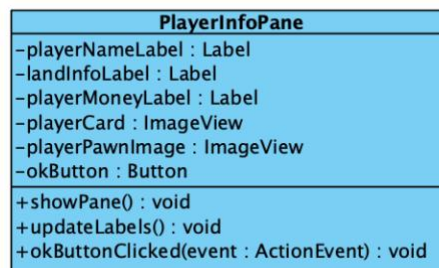 PlayerInfoPane
-playerNameLabel : Label
-landInfoLabel : Label
-playerMoneyLabel : Label
-playerCard : ImageView
-playerPawnImage : ImageView
-okButton : Button
+showPane() : void
+updateLabels() : void
+okButtonClicked(event : ActionEvent) : void